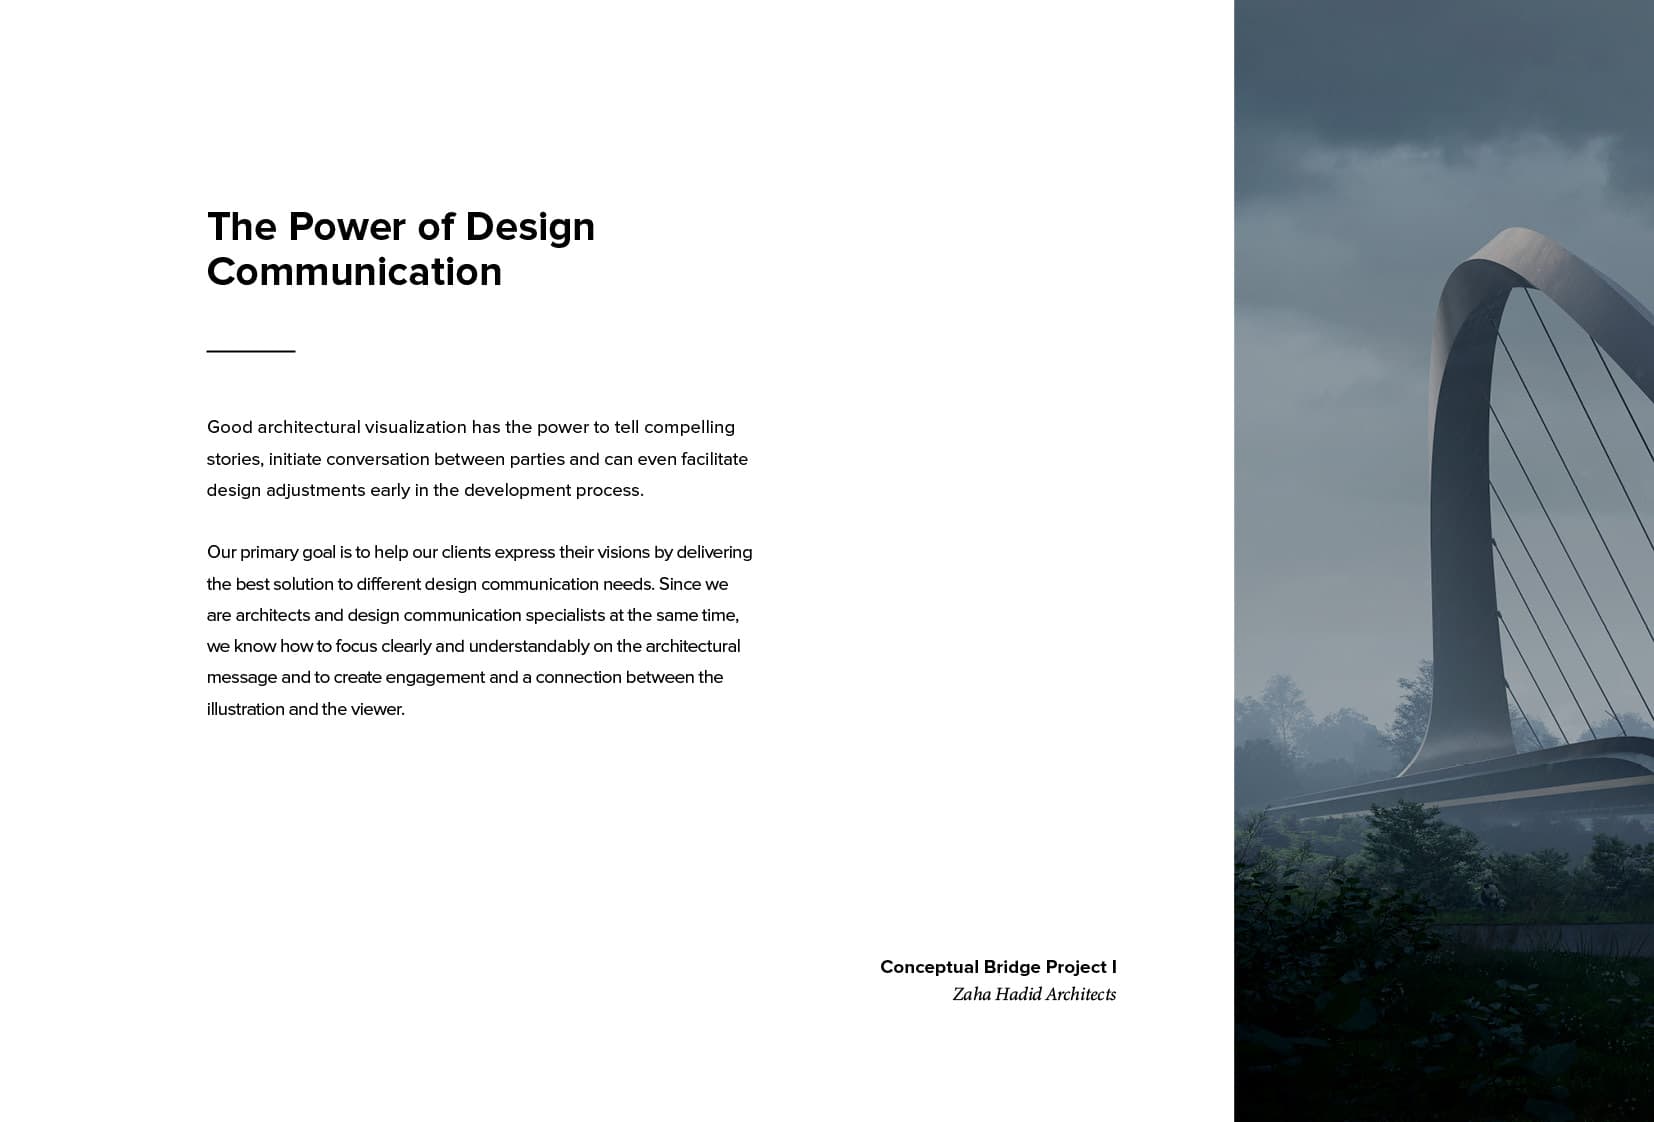 The Power of Design
Communication
Good architectural visualization has the power to tell compelling
stories, initiate conversation between parties and can even facilitate
design adjustments early in the development process.
Our primary goal is to help our clients express their visions by delivering
the best solution to different design communication needs. Since we
are architects and design communication specialists at the same time,
we know how to focus clearly and understandably on the architectural
message and to create engagement and a connection between the
illustration and the viewer.
Conceptual Bridge Project I
Zaha Hadid Architects